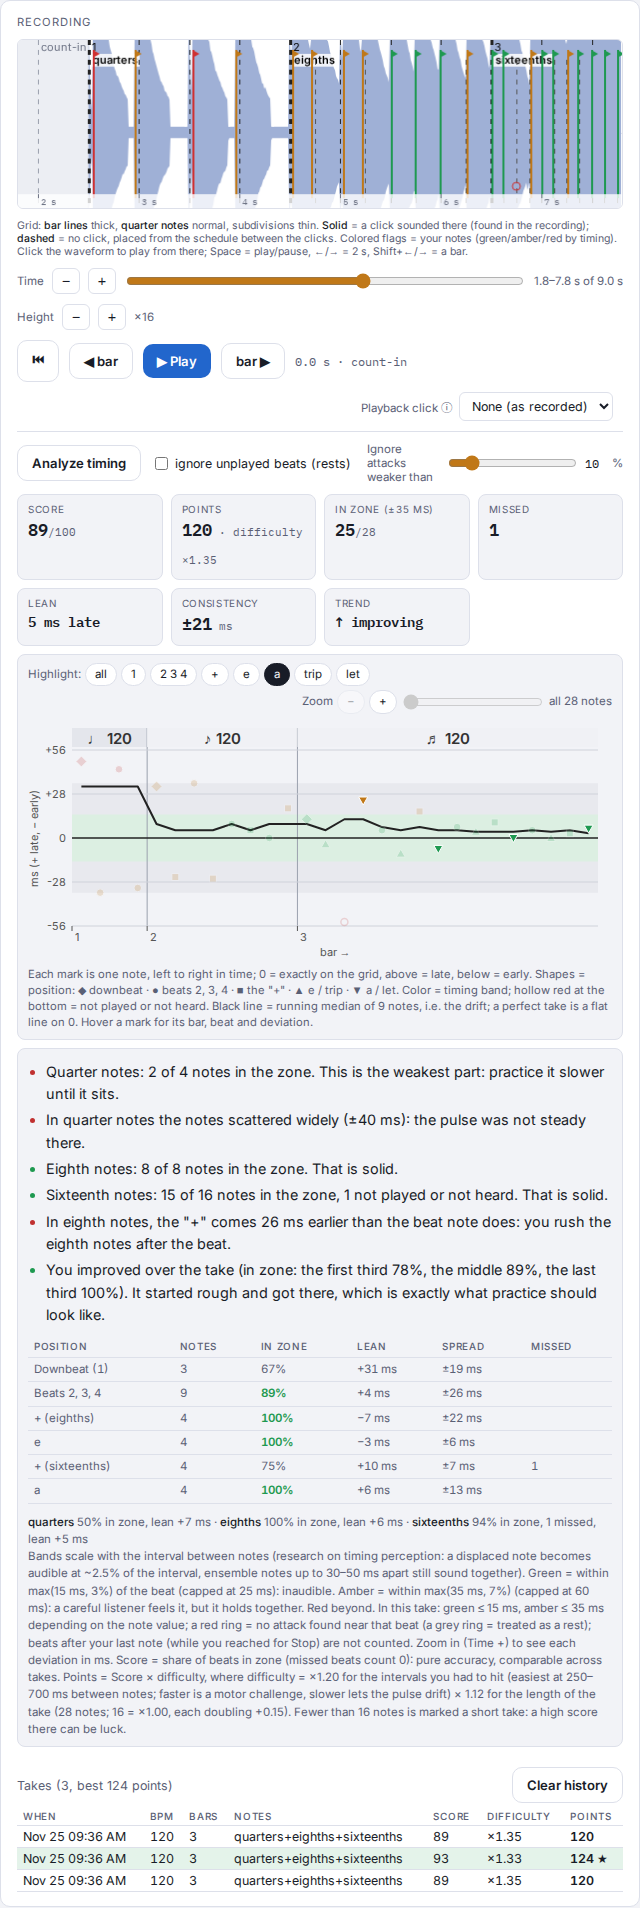 RECORDING
count-in 1 2 3
quarters eighths sixteenths
2 s 3 s 4 s 5 s 6 s 7 s
Grid: bar lines thick, quarter notes normal, subdivisions thin. Solid = a click sounded there (found in the recording);
dashed = no click, placed from the schedule between the clicks. Colored flags = your notes (green/amber/red by timing).
Click the waveform to play from there; Space = play/pause, ←/→ = 2 s, Shift+←/→ = a bar.
Time − + 1.8–7.8 s of 9.0 s
Height − + ×16
⏮ ◀ bar ▶ Play bar ▶ 0.0 s · count-in
Playback click ⓘ None (as recorded)
Analyze timing ignore unplayed beats (rests) Ignore
attacks
weaker than 10 %
SCORE POINTS IN ZONE (±35 MS) MISSED
89/100 120 · difficulty 25/28 1
×1.35
LEAN CONSISTENCY TREND
5 ms late ±21 ms ↑ improving
Highlight: all 1 2 3 4 + e a trip let
Zoom − + all 28 notes
♩ 120 ♪ 120 ♬ 120
+56
+28
0
-28
-56
ms (+ late, − early)
1 2 3
bar →
Each mark is one note, left to right in time; 0 = exactly on the grid, above = late, below = early. Shapes =
position: ◆ downbeat · ● beats 2, 3, 4 · ■ the "+" · ▲ e / trip · ▼ a / let. Color = timing band; hollow red at the
bottom = not played or not heard. Black line = running median of 9 notes, i.e. the drift; a perfect take is a flat
line on 0. Hover a mark for its bar, beat and deviation.
• Quarter notes: 2 of 4 notes in the zone. This is the weakest part: practice it slower
until it sits.
• In quarter notes the notes scattered widely (±40 ms): the pulse was not steady
there.
• Eighth notes: 8 of 8 notes in the zone. That is solid.
• Sixteenth notes: 15 of 16 notes in the zone, 1 not played or not heard. That is solid.
• In eighth notes, the "+" comes 26 ms earlier than the beat note does: you rush the
eighth notes after the beat.
• You improved over the take (in zone: the first third 78%, the middle 89%, the last
third 100%). It started rough and got there, which is exactly what practice should
look like.
POSITION NOTES IN ZONE LEAN SPREAD MISSED
Downbeat (1) 3 67% +31 ms ±19 ms
Beats 2, 3, 4 9 89% +4 ms ±26 ms
+ (eighths) 4 100% −7 ms ±22 ms
e 4 100% −3 ms ±6 ms
+ (sixteenths) 4 75% +10 ms ±7 ms 1
a 4 100% +6 ms ±13 ms
quarters 50% in zone, lean +7 ms · eighths 100% in zone, lean +6 ms · sixteenths 94% in zone, 1 missed,
lean +5 ms
Bands scale with the interval between notes (research on timing perception: a displaced note becomes
audible at ~2.5% of the interval, ensemble notes up to 30–50 ms apart still sound together). Green = within
max(15 ms, 3%) of the beat (capped at 25 ms): inaudible. Amber = within max(35 ms, 7%) (capped at 60
ms): a careful listener feels it, but it holds together. Red beyond. In this take: green ≤ 15 ms, amber ≤ 35 ms
depending on the note value; a red ring = no attack found near that beat (a grey ring = treated as a rest);
beats after your last note (while you reached for Stop) are not counted. Zoom in (Time +) to see each
deviation in ms. Score = share of beats in zone (missed beats count 0): pure accuracy, comparable across
takes. Points = Score × difficulty, where difficulty = ×1.20 for the intervals you had to hit (easiest at 250–
700 ms between notes; faster is a motor challenge, slower lets the pulse drift) × 1.12 for the length of the
take (28 notes; 16 = ×1.00, each doubling +0.15). Fewer than 16 notes is marked a short take: a high score
there can be luck.
Takes (3, best 124 points) Clear history
WHEN BPM BARS NOTES SCORE DIFFICULTY POINTS
Nov 25 09:36 AM 120 3 quarters+eighths+sixteenths 89 ×1.35 120
Nov 25 09:36 AM 120 3 quarters+eighths+sixteenths 93 ×1.33 124 ★
Nov 25 09:36 AM 120 3 quarters+eighths+sixteenths 89 ×1.35 120